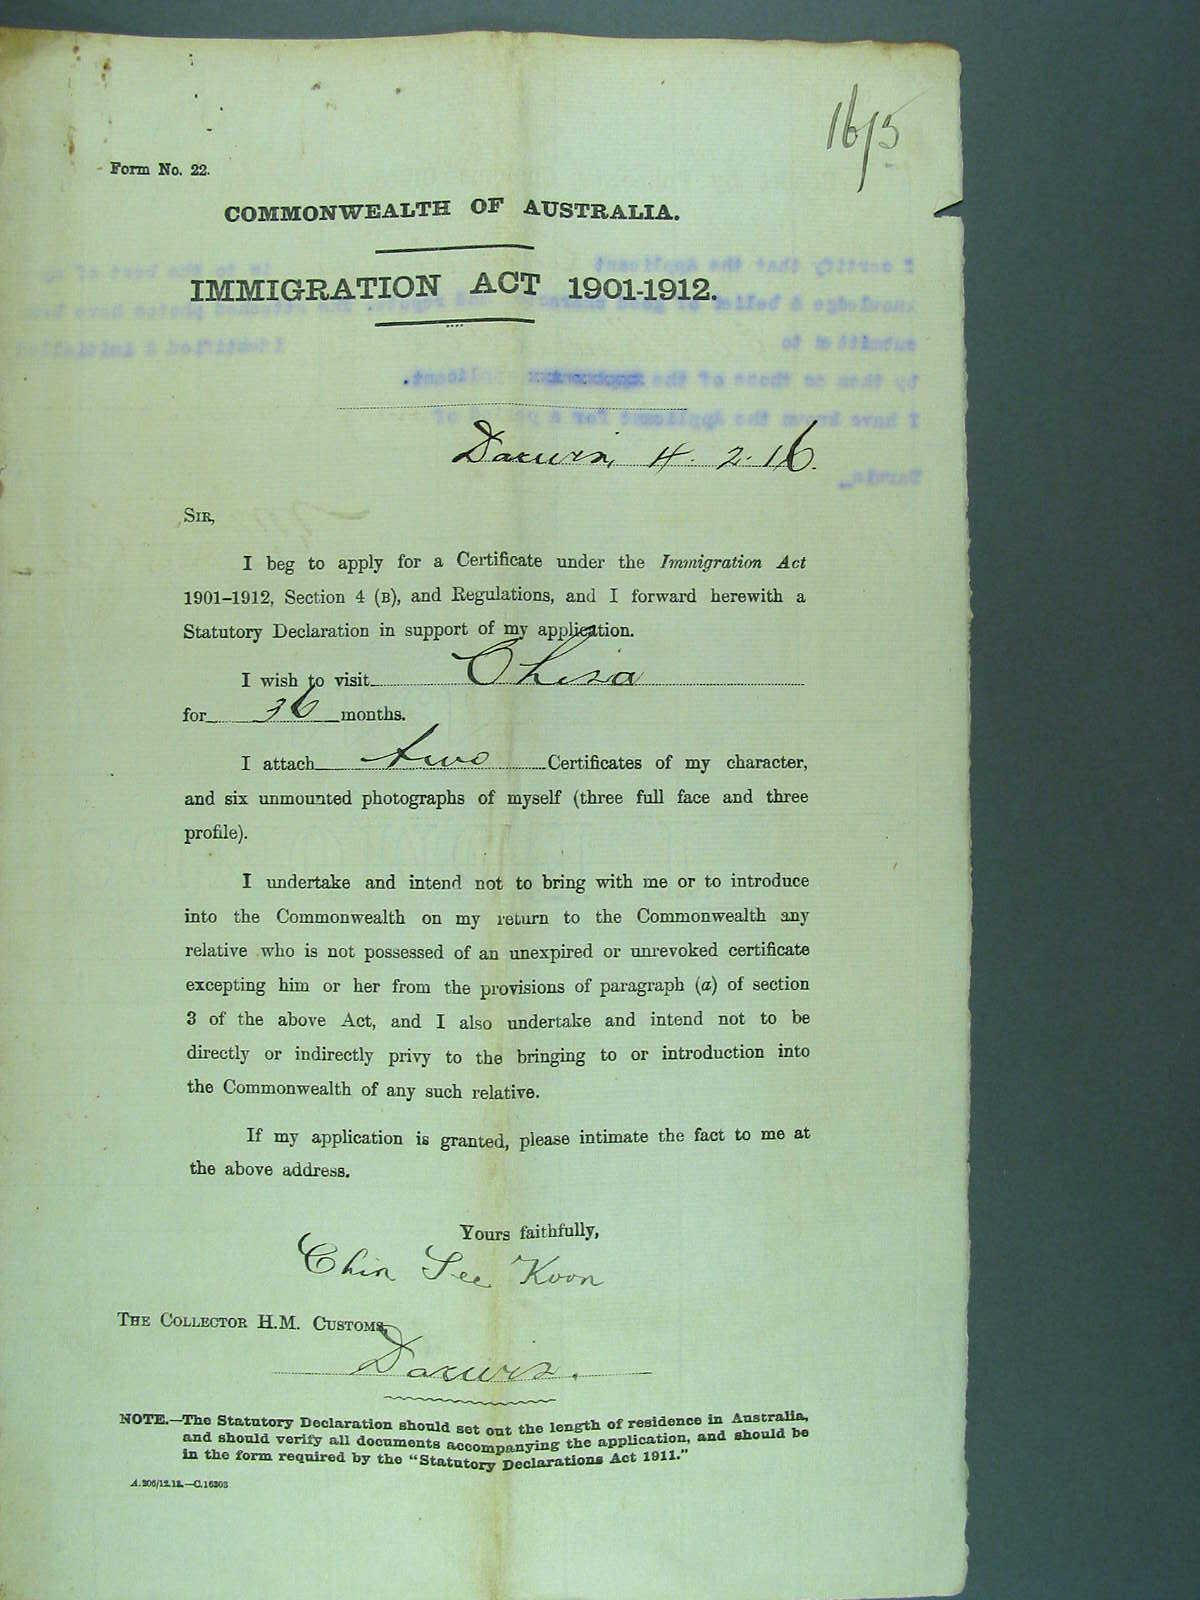 16/5
Form No. 22.
COMMONWEALTH OF AUSTRALIA.
IMMIGRATION ACT 1901-1912.
Darwin, 4. 2. 16.
SIR,
I beg to apply for a Certificate under the Immigration Act
1901–1912, Section 4 (B), and Regulations, and I forward herewith a
Statutory Declaration in support of my application.
I wish to visit China
for 36 months.
I attach two Certificates of my character,
and six unmounted photographs of myself (three full face and three
profile).
I undertake and intend not to bring with me or to introduce
into the Commonwealth on my return to the Commonwealth any
relative who is not possessed of an unexpired or unrevoked certificate
excepting him or her from the provisions of paragraph (a) of section
3 of the above Act, and I also undertake and intend not to be
directly or indirectly privy to the bringing to or introduction into
the Commonwealth of any such relative.
If my application is granted, please intimate the fact to me at
the above address.
Yours faithfully,
Chin See Koon
THE COLLECTOR H.M. CUSTOMS,
Darwin.
NOTE.—The Statutory Declaration should set out the length of residence in Australia,
and should verify all documents accompanying the application, and should be
in the form required by the "Statutory Declarations Act 1911."
A.206/12.12.—C.16303